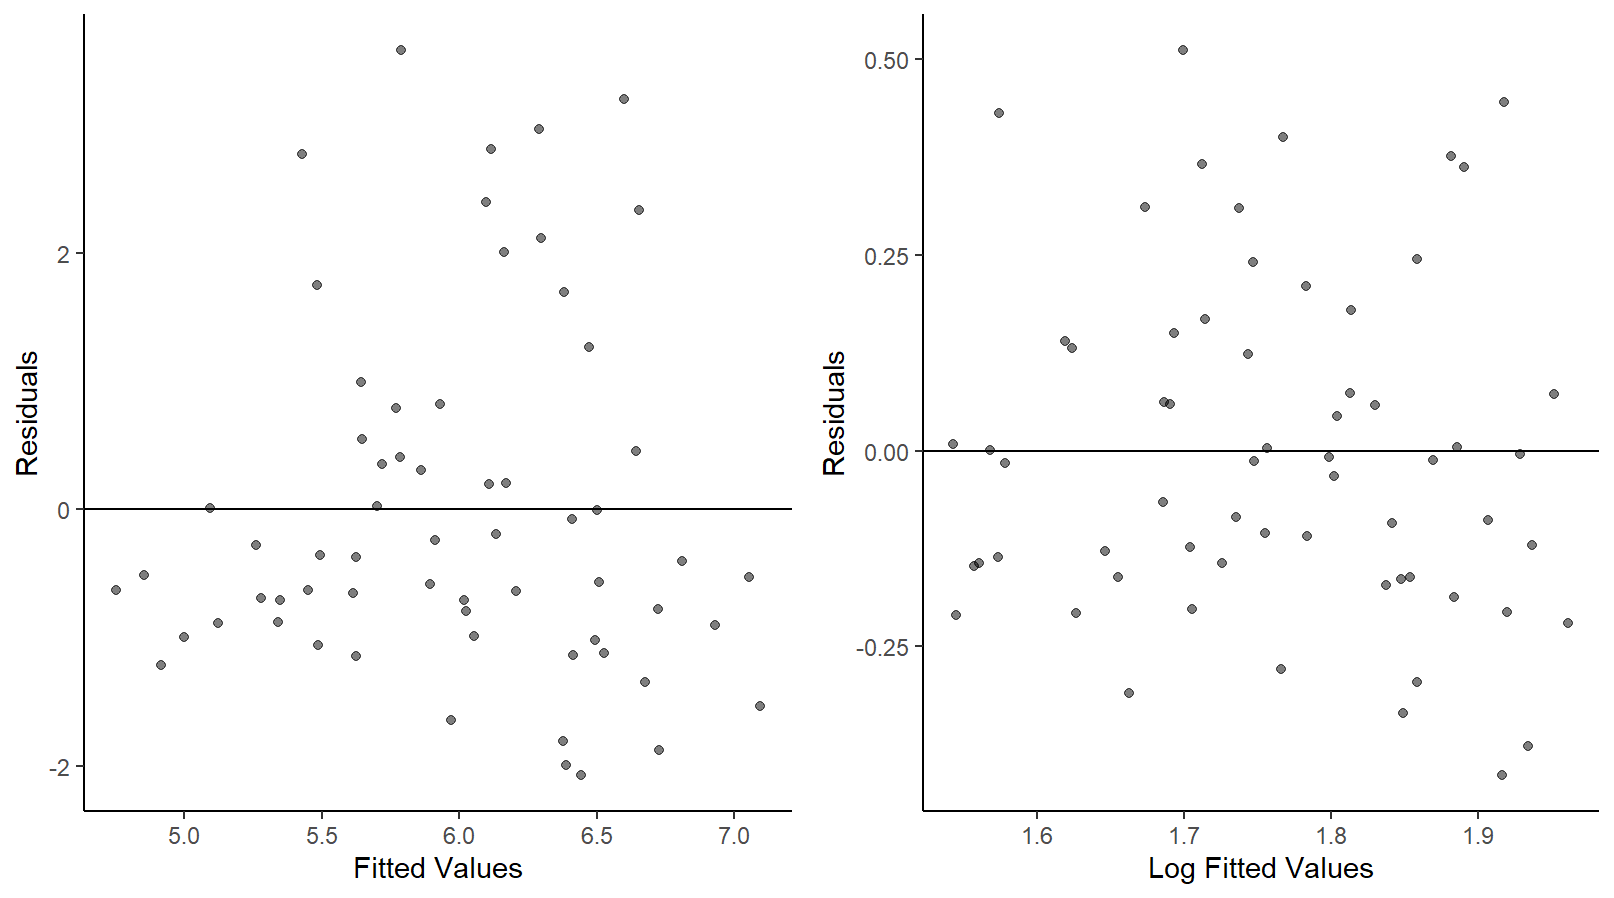 Residuals
2
0
-2
5.0 5.5 6.0 6.5 7.0
Fitted Values
Residuals
0.50
0.25
0.00
-0.25
1.6 1.7 1.8 1.9
Log Fitted Values